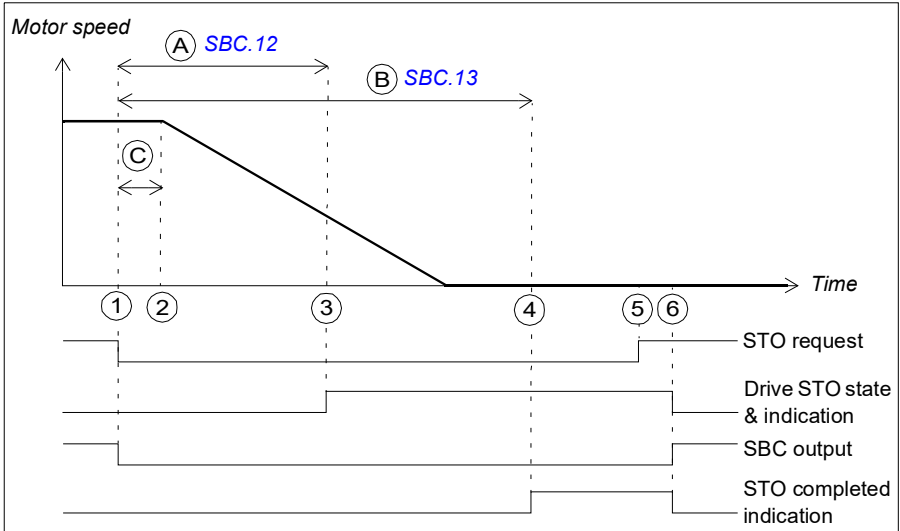 Motor speed
A SBC.12
B SBC.13
C
Time
1 2 3 4 5 6
STO request
Drive STO state
& indication
SBC output
STO completed
indication